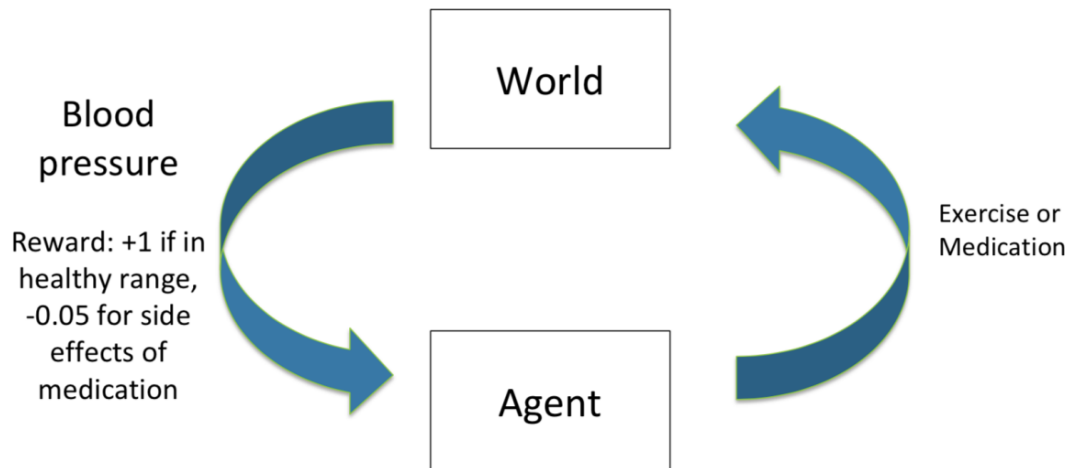 World
Blood
pressure
Reward: +1 if in
healthy range,
-0.05 for side
effects of
medication
Exercise or
Medication
Agent